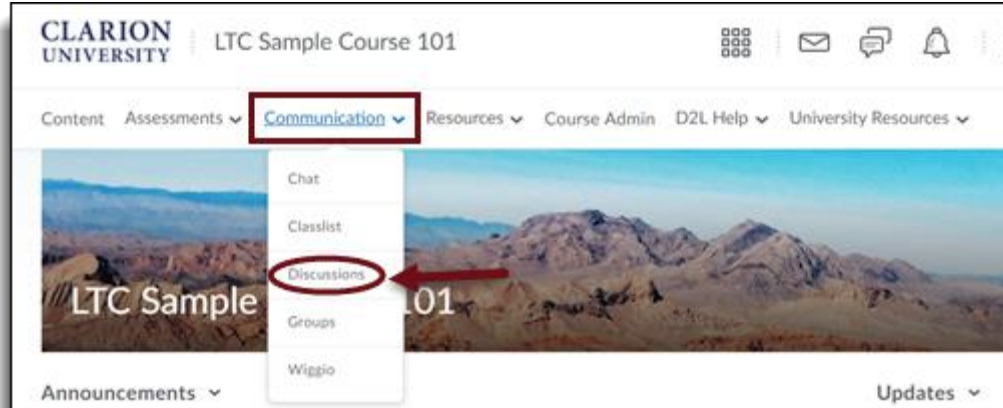 CLARION
UNIVERSITY
LTC Sample Course 101
Content Assessments Communication Resources Course Admin D2L Help University Resources
Chat
Classlist
Discussions
Groups
Wiggio
LTC Sample 101
Announcements
Updates